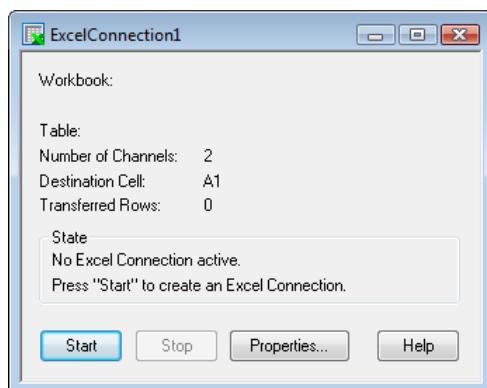 ExcelConnection1
Workbook:
Table:
Number of Channels: 2
Destination Cell: A1
Transferred Rows: 0
State
No Excel Connection active.
Press "Start" to create an Excel Connection.
Start Stop Properties... Help